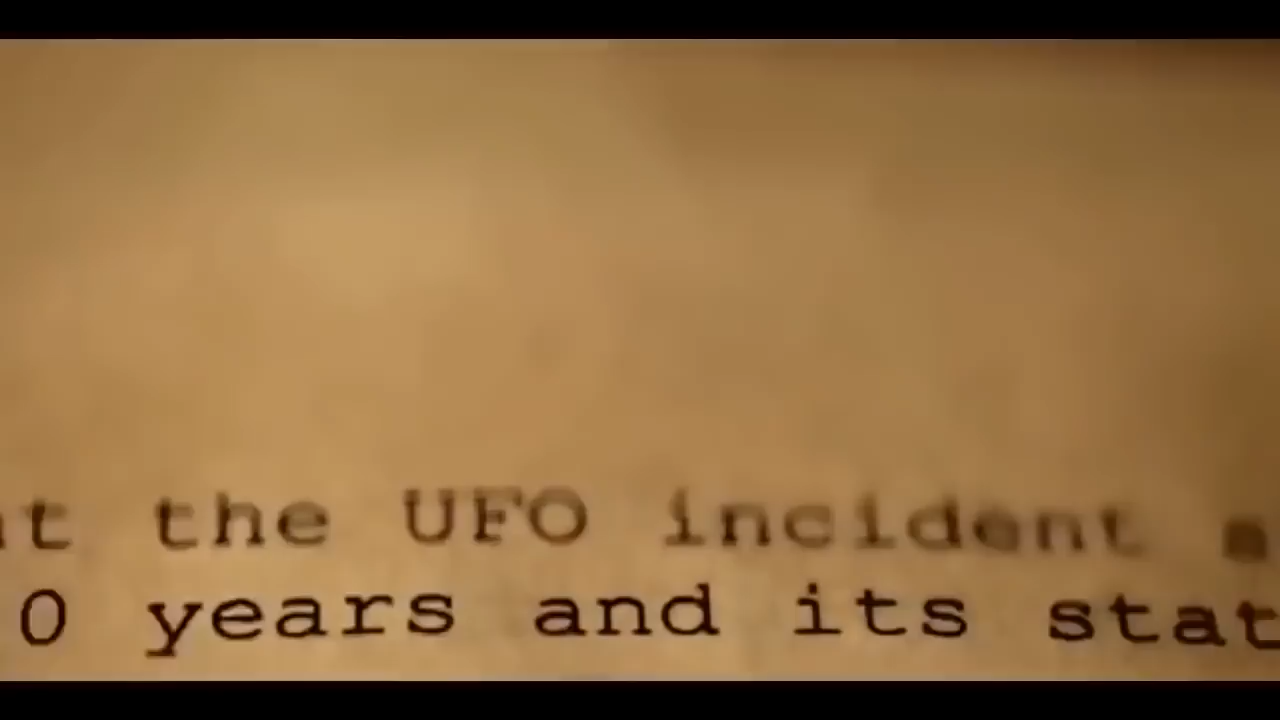 t the UFO incident
0 years and its stat